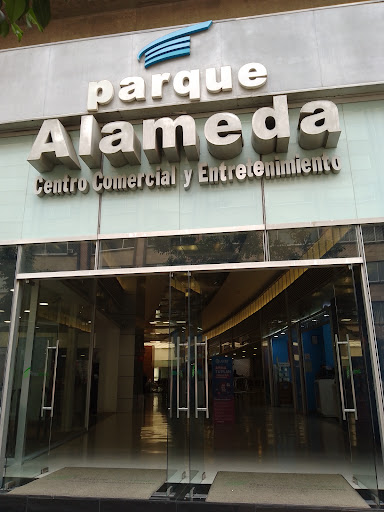 parque
Alameda
Centro Comercial y Entretenimiento